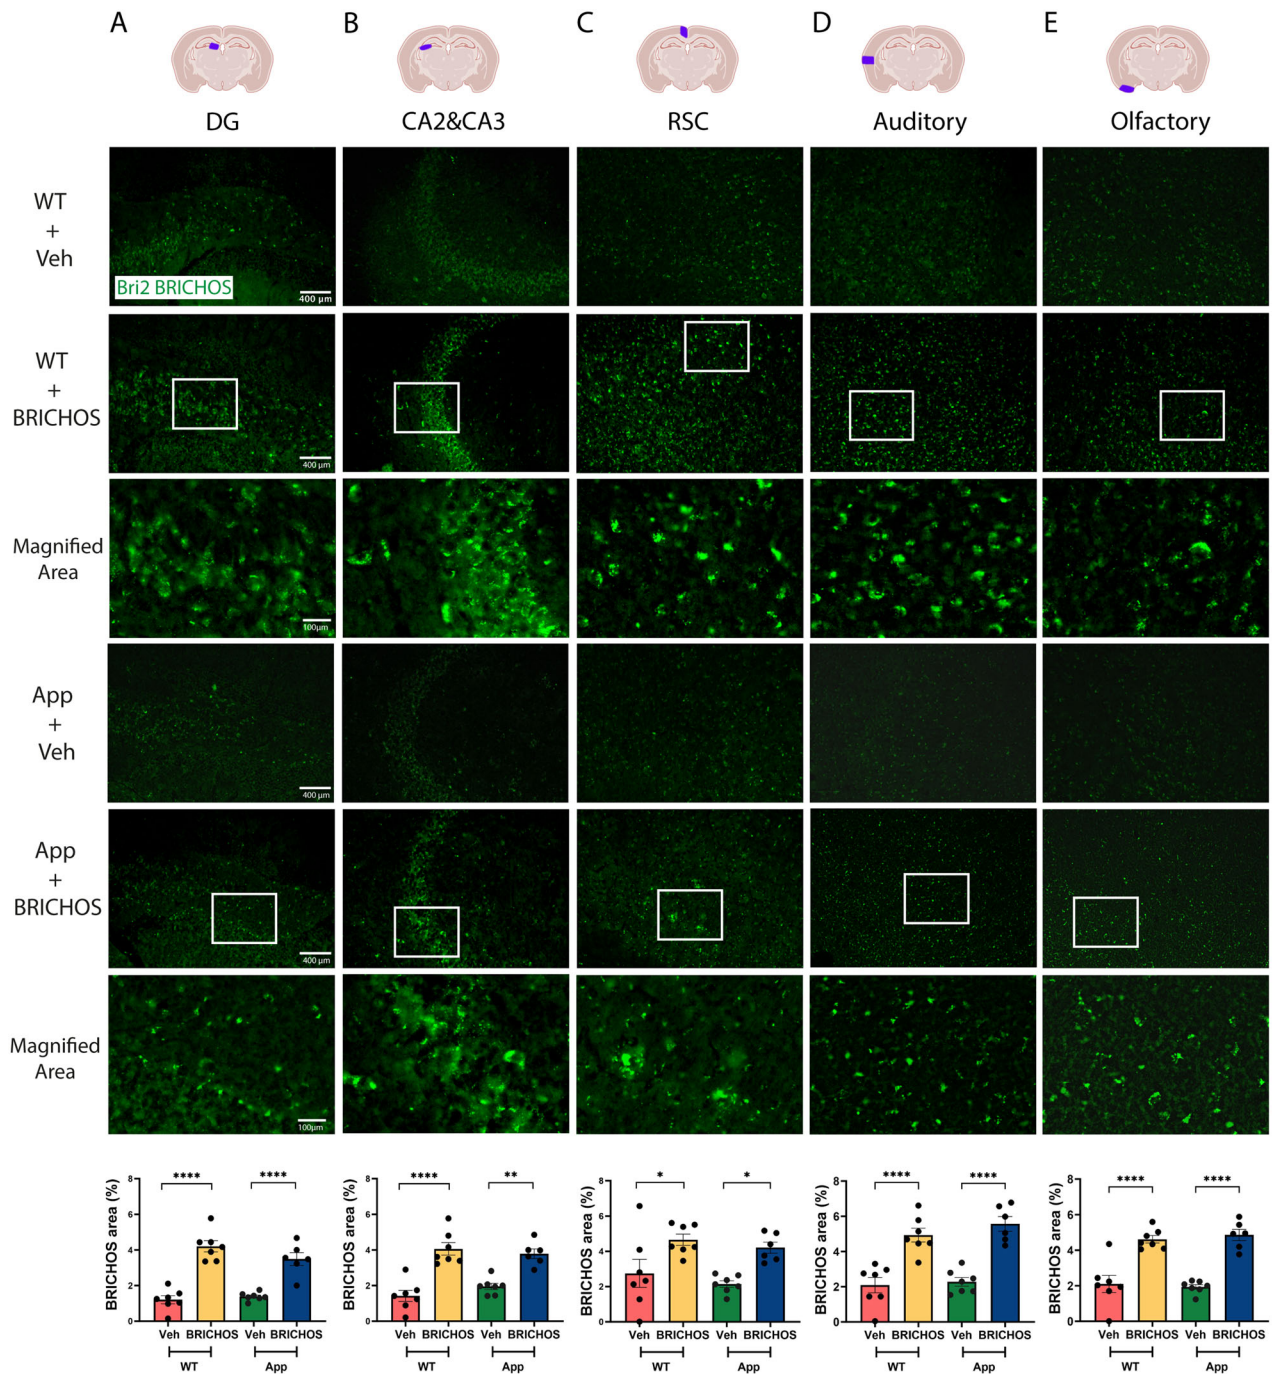 A B C D E
DG CA2&CA3 RSC Auditory Olfactory
WT
+
Veh
Bri2 BRICHOS
400 µm
WT
+
BRICHOS
400 µm
Magnified
Area
100µm
App
+
Veh
400 µm
App
+
BRICHOS
400 µm
Magnified
Area
100µm
BRICHOS area (%)
8
6
4
2
0
**** ****
Veh BRICHOS Veh BRICHOS
WT App
BRICHOS area (%)
8
6
4
2
0
**** **
Veh BRICHOS Veh BRICHOS
WT App
BRICHOS area (%)
8
6
4
2
0
* *
Veh BRICHOS Veh BRICHOS
WT App
BRICHOS area (%)
8
6
4
2
0
**** ****
Veh BRICHOS Veh BRICHOS
WT App
BRICHOS area (%)
8
6
4
2
0
**** ****
Veh BRICHOS Veh BRICHOS
WT App